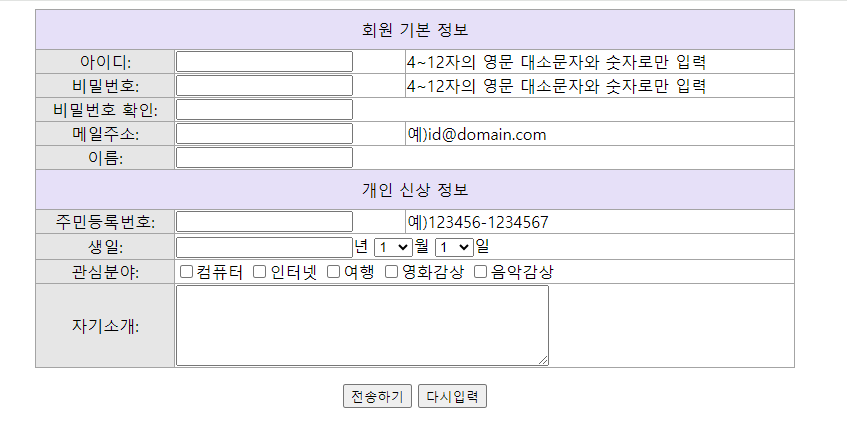 회원 기본 정보
아이디: 4~12자의 영문 대소문자와 숫자로만 입력
비밀번호: 4~12자의 영문 대소문자와 숫자로만 입력
비밀번호 확인:
메일주소: 예)id@domain.com
이름:
개인 신상 정보
주민등록번호: 예)123456-1234567
생일: 년 1 월 1 일
관심분야: 컴퓨터 인터넷 여행 영화감상 음악감상
자기소개:
전송하기 다시입력